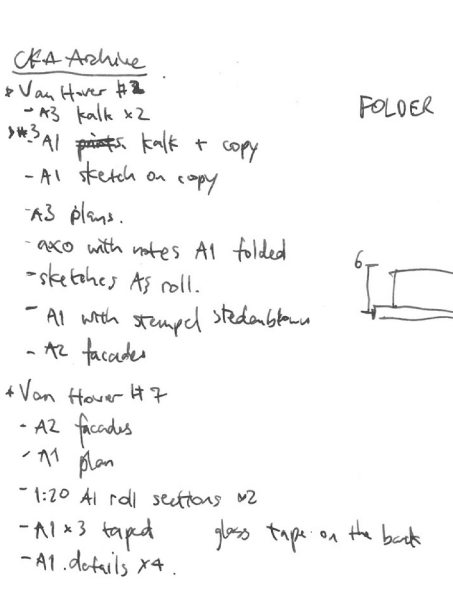 CKA Archive
* Van Hover #2
- A3 kalk x2
FOLDER
x#3 - A1 kalk + copy
- A1 sketch on copy
- A3 plans.
- axo with notes A1 folded
- sketches A3 roll.
6
- A1 with stempel stedenbouw
- A2 facades
* Van Hover #7
- A2 facades
- A1 plan
- 1:20 A1 roll sections x2
- A1 x 3 taped glass tape on the back
- A1 details x4.